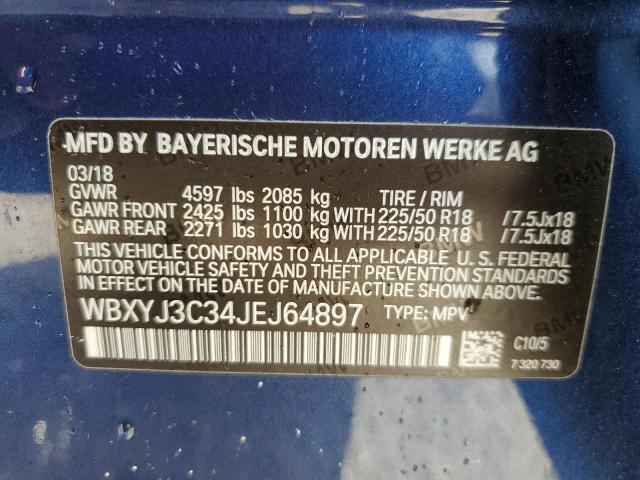 MFD BY BAYERISCHE MOTOREN WERKE AG
03/18
GVWR 4597 lbs 2085 kg TIRE / RIM
GAWR FRONT 2425 lbs 1100 kg WITH 225/50 R18 /7.5Jx18
GAWR REAR 2271 lbs 1030 kg WITH 225/50 R18 /7.5Jx18
THIS VEHICLE CONFORMS TO ALL APPLICABLE U. S. FEDERAL
MOTOR VEHICLE SAFETY AND THEFT PREVENTION STANDARDS
IN EFFECT ON THE DATE OF MANUFACTURE SHOWN ABOVE.
WBXYJ3C34JEJ64897 TYPE: MPV
C10/5
7 320 730